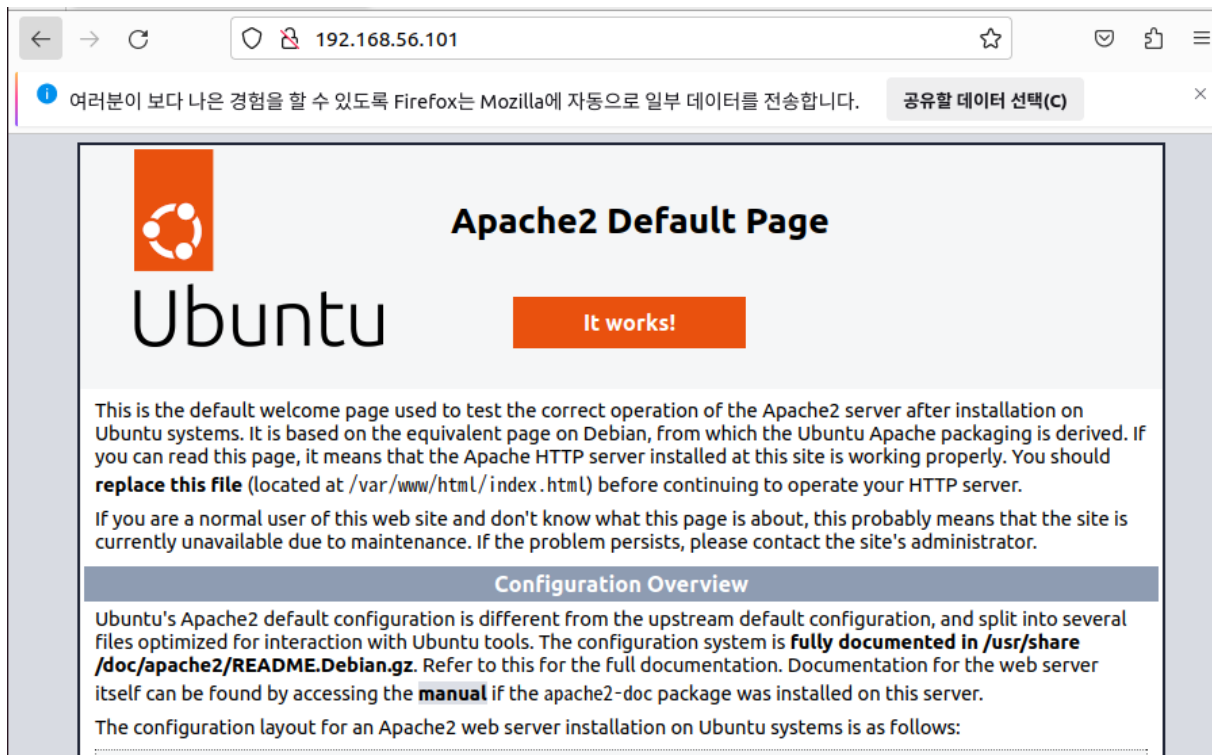 192.168.56.101
여러분이 보다 나은 경험을 할 수 있도록 Firefox는 Mozilla에 자동으로 일부 데이터를 전송합니다. 공유할 데이터 선택(C)
Apache2 Default Page
Ubuntu
It works!
This is the default welcome page used to test the correct operation of the Apache2 server after installation on
Ubuntu systems. It is based on the equivalent page on Debian, from which the Ubuntu Apache packaging is derived. If
you can read this page, it means that the Apache HTTP server installed at this site is working properly. You should
replace this file (located at /var/www/html/index.html) before continuing to operate your HTTP server.
If you are a normal user of this web site and don't know what this page is about, this probably means that the site is
currently unavailable due to maintenance. If the problem persists, please contact the site's administrator.
Configuration Overview
Ubuntu's Apache2 default configuration is different from the upstream default configuration, and split into several
files optimized for interaction with Ubuntu tools. The configuration system is fully documented in /usr/share
/doc/apache2/README.Debian.gz. Refer to this for the full documentation. Documentation for the web server
itself can be found by accessing the manual if the apache2-doc package was installed on this server.
The configuration layout for an Apache2 web server installation on Ubuntu systems is as follows: